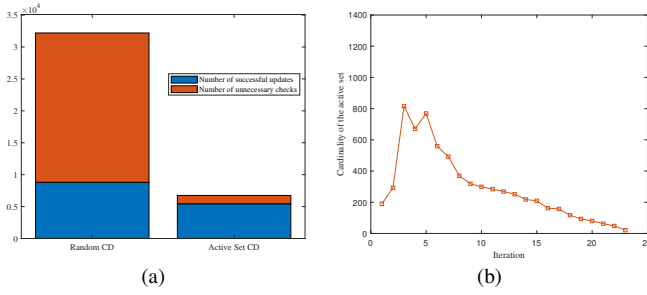 ×10⁴
3.5
3
2.5
2
1.5
1
0.5
0
Number of successful updates
Number of unnecessary checks
Random CD
Active Set CD
(a)
1400
1200
1000
800
600
400
200
0
Cardinality of the active set
0 5 10 15 20 25
Iteration
(b)